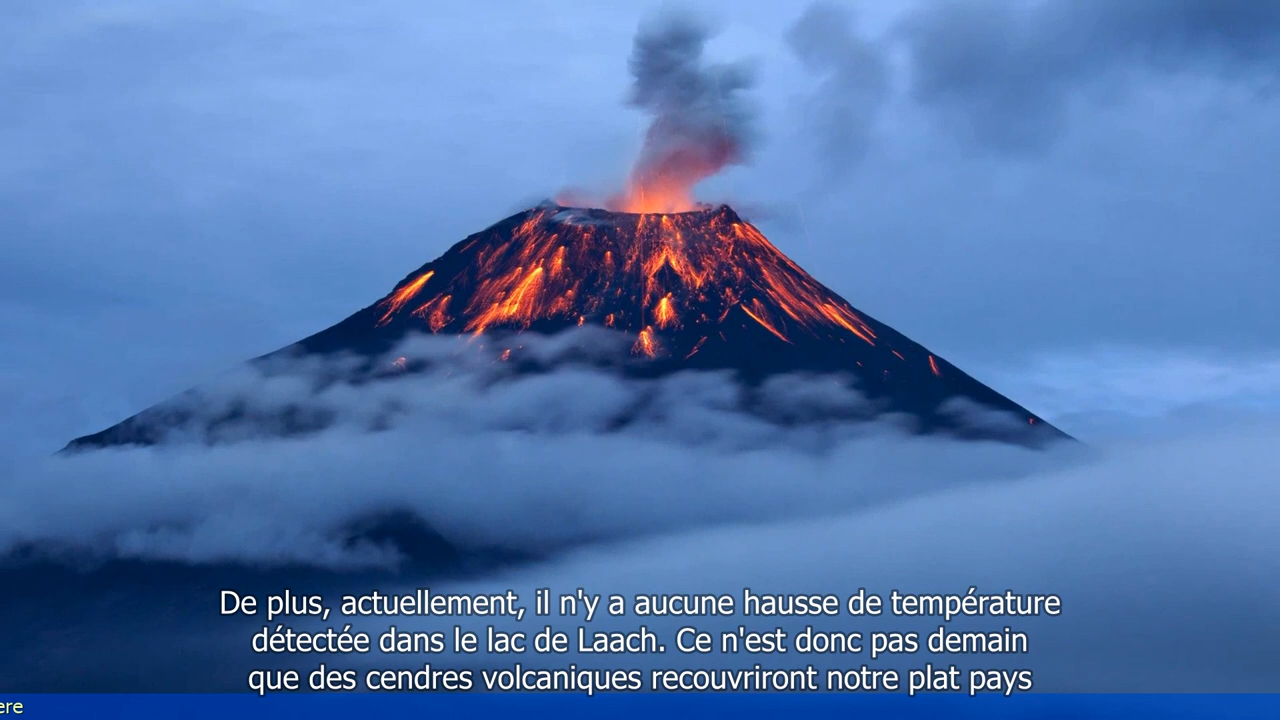 De plus, actuellement, il n'y a aucune hausse de température
détectée dans le lac de Laach. Ce n'est donc pas demain
que des cendres volcaniques recouvriront notre plat pays
ere